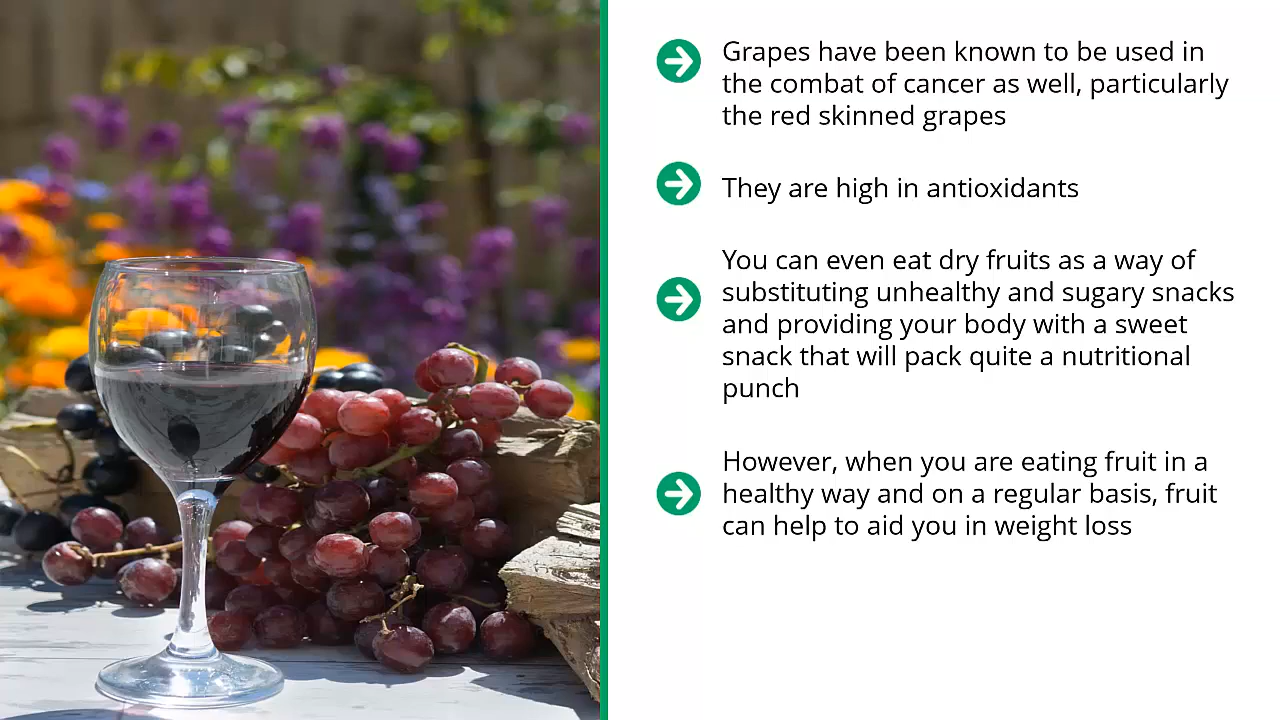 Grapes have been known to be used in
the combat of cancer as well, particularly
the red skinned grapes
They are high in antioxidants
You can even eat dry fruits as a way of
substituting unhealthy and sugary snacks
and providing your body with a sweet
snack that will pack quite a nutritional
punch
However, when you are eating fruit in a
healthy way and on a regular basis, fruit
can help to aid you in weight loss